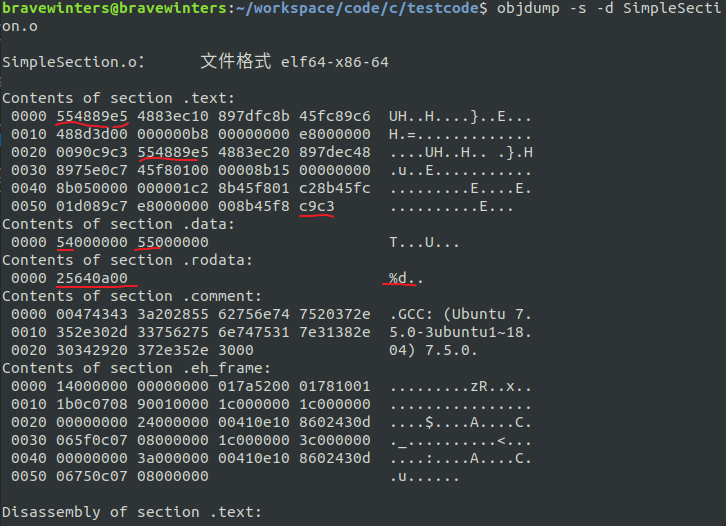 bravewinters@bravewinters:~/workspace/code/c/testcode$ objdump -s -d SimpleSecti
on.o

SimpleSection.o：     文件格式 elf64-x86-64

Contents of section .text:
 0000 554889e5 4883ec10 897dfc8b 45fc89c6  UH..H....}..E...
 0010 488d3d00 000000b8 00000000 e8000000  H.=.............
 0020 0090c9c3 554889e5 4883ec20 897dec48  ....UH..H.. .}.H
 0030 8975e0c7 45f80100 00008b15 00000000  .u..E...........
 0040 8b050000 000001c2 8b45f801 c28b45fc  .........E....E.
 0050 01d089c7 e8000000 008b45f8 c9c3      ..........E...
Contents of section .data:
 0000 54000000 55000000                    T...U...
Contents of section .rodata:
 0000 25640a00                             %d..
Contents of section .comment:
 0000 00474343 3a202855 62756e74 7520372e  .GCC: (Ubuntu 7.
 0010 352e302d 33756275 6e747531 7e31382e  5.0-3ubuntu1~18.
 0020 30342920 372e352e 3000               04) 7.5.0.
Contents of section .eh_frame:
 0000 14000000 00000000 017a5200 01781001  .........zR..x..
 0010 1b0c0708 90010000 1c000000 1c000000  ................
 0020 00000000 24000000 00410e10 8602430d  ....$....A....C.
 0030 065f0c07 08000000 1c000000 3c000000  ._..........<...
 0040 00000000 3a000000 00410e10 8602430d  ....:....A....C.
 0050 06750c07 08000000                    .u......

Disassembly of section .text: